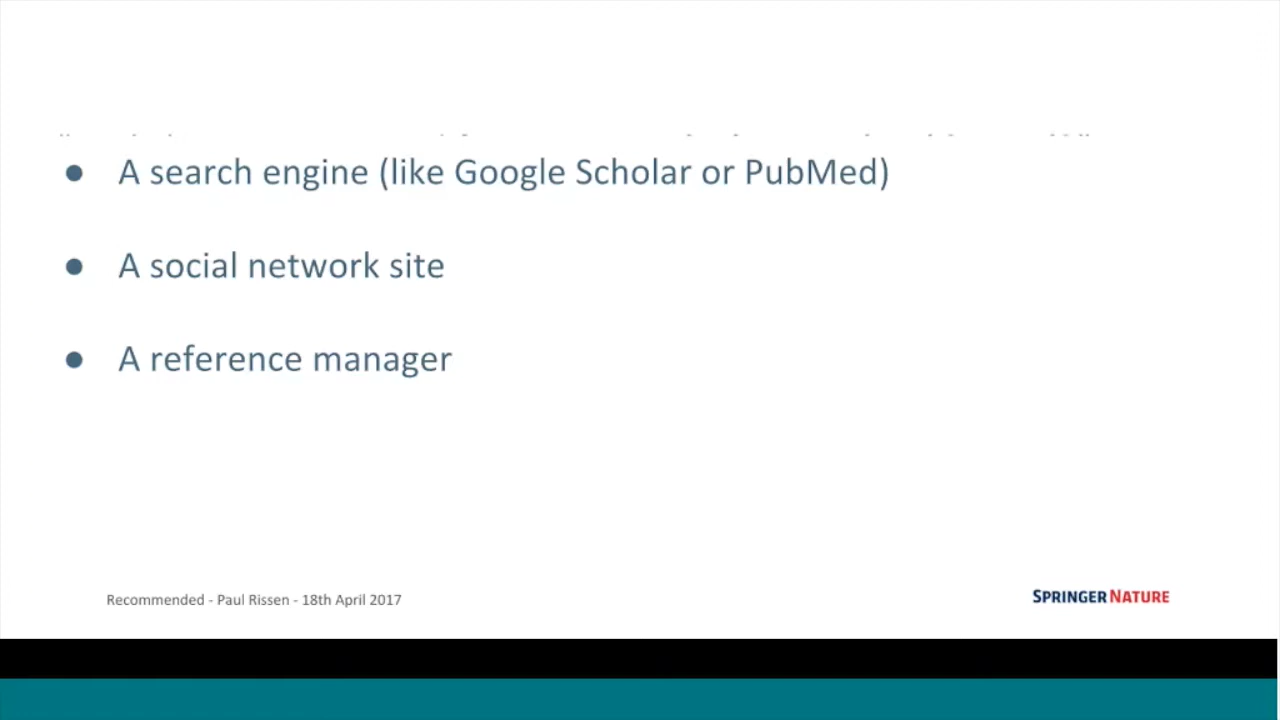 ● A search engine (like Google Scholar or PubMed)
● A social network site
● A reference manager
Recommended - Paul Rissen - 18th April 2017
SPRINGER NATURE